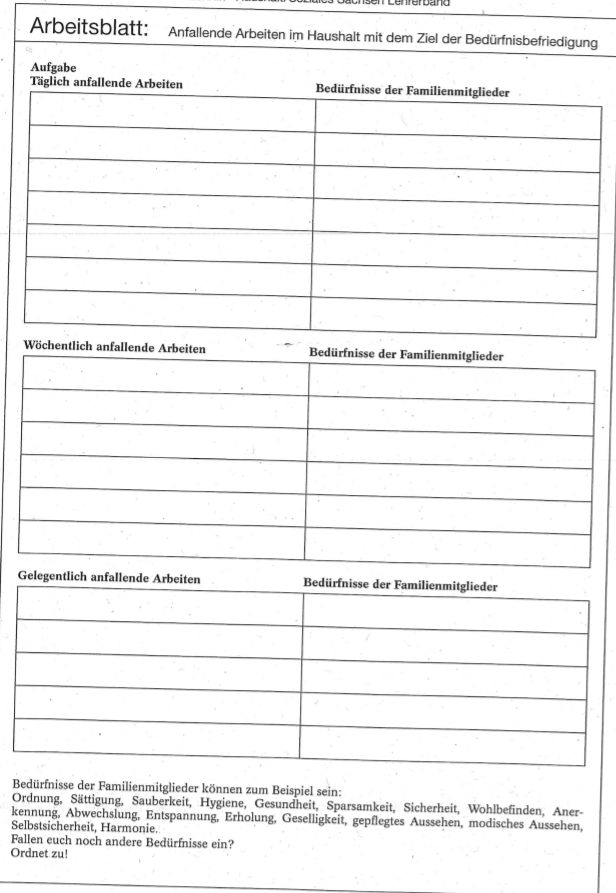 Haushalt/Soziales Sachsen Lehrerband
Arbeitsblatt: Anfallende Arbeiten im Haushalt mit dem Ziel der Bedürfnisbefriedigung
Aufgabe
Täglich anfallende Arbeiten Bedürfnisse der Familienmitglieder
Wöchentlich anfallende Arbeiten Bedürfnisse der Familienmitglieder
Gelegentlich anfallende Arbeiten Bedürfnisse der Familienmitglieder
Bedürfnisse der Familienmitglieder können zum Beispiel sein:
Ordnung, Sättigung, Sauberkeit, Hygiene, Gesundheit, Sparsamkeit, Sicherheit, Wohlbefinden, Aner-
kennung, Abwechslung, Entspannung, Erholung, Geselligkeit, gepflegtes Aussehen, modisches Aussehen,
Selbstsicherheit, Harmonie.
Fallen euch noch andere Bedürfnisse ein?
Ordnet zu!